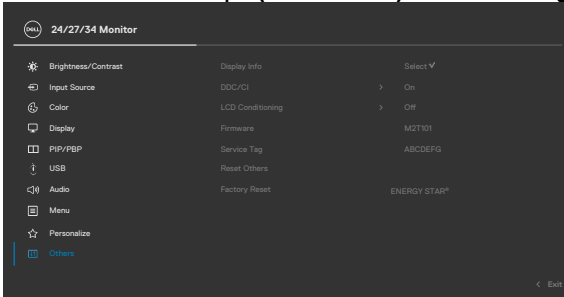 DELL 24/27/34 Monitor
Brightness/Contrast Display Info Select ✔
Input Source DDC/CI > On
Color LCD Conditioning > Off
Display Firmware M2T101
PIP/PBP Service Tag ABCDEFG
USB Reset Others
Audio Factory Reset ENERGY STAR®
Menu
Personalize
Others
< Exit